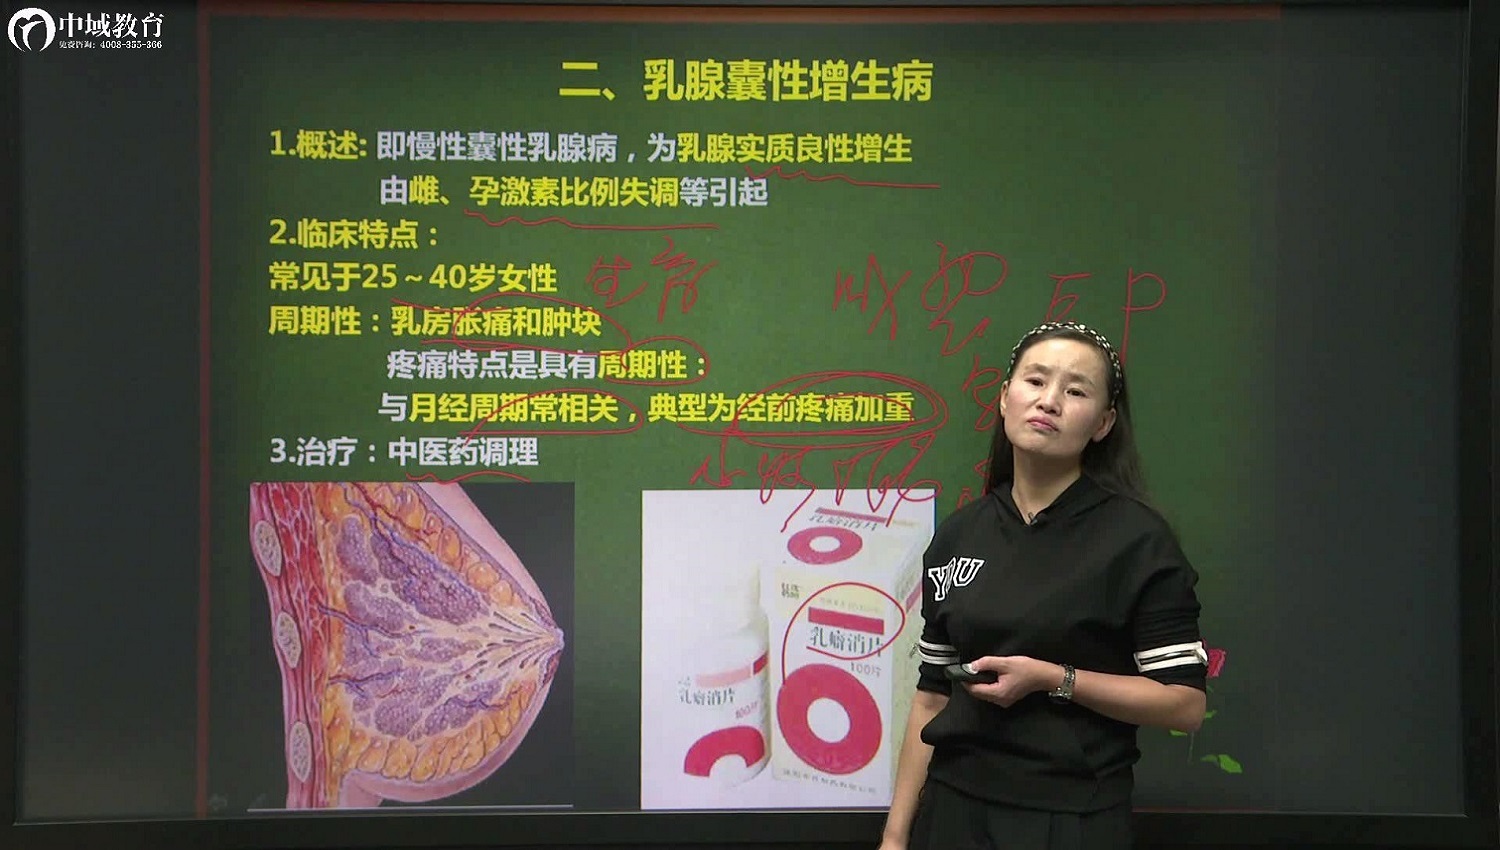 中域教育
免费咨询：4008-355-366
二、乳腺囊性增生病
1.概述: 即慢性囊性乳腺病，为乳腺实质良性增生
由雌、孕激素比例失调等引起
2.临床特点：
常见于25～40岁女性
周期性：乳房胀痛和肿块
疼痛特点是具有周期性：
与月经周期常相关，典型为经前疼痛加重
3.治疗：中医药调理
乳癖消片
乳癖消片
100片
乳癖消片
100片
YOU